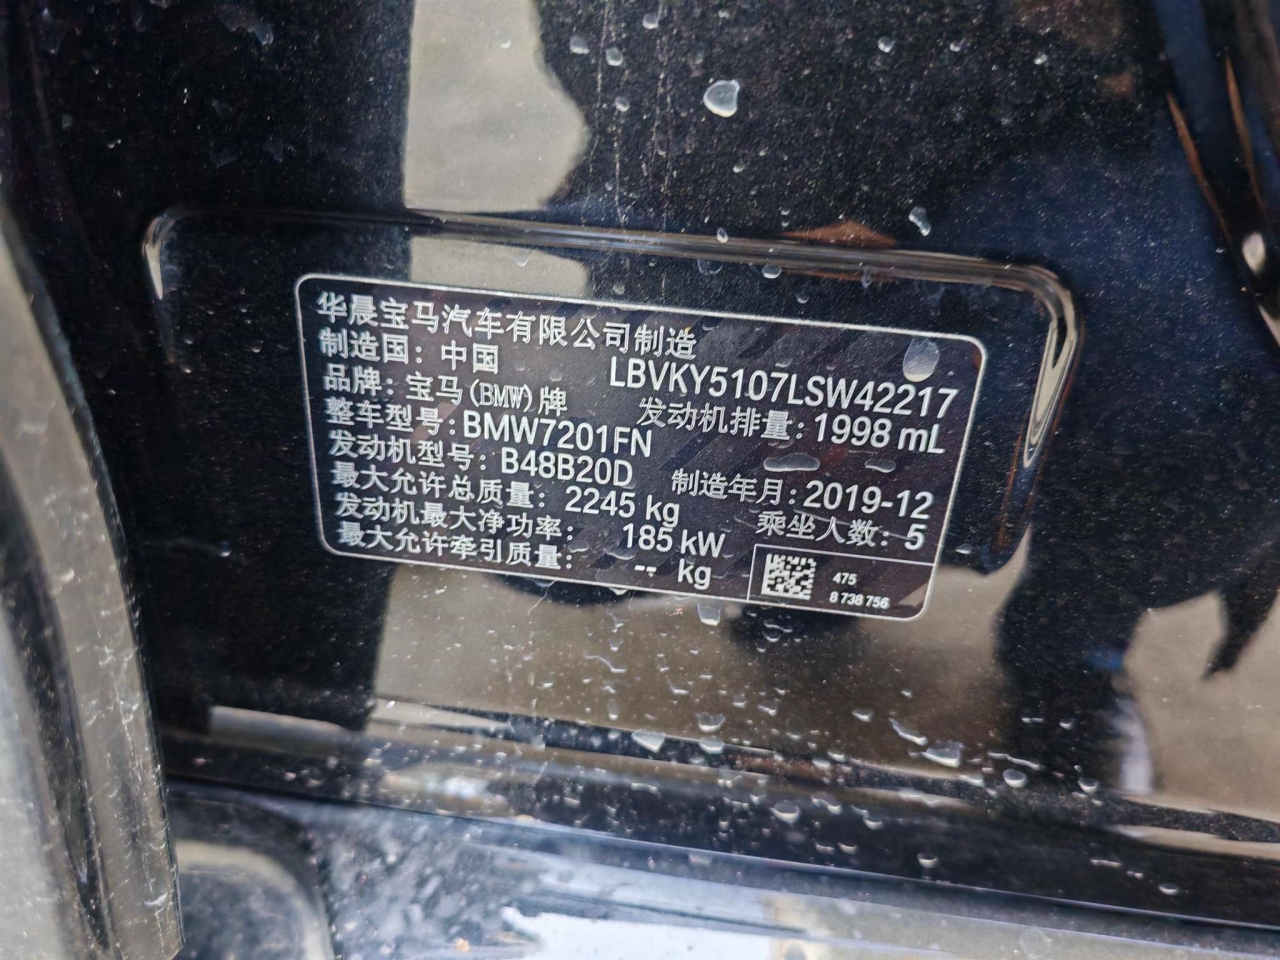 华晨宝马汽车有限公司制造
制造国：中国 LBVKY5107LSW42217
品牌：宝马(BMW)牌 发动机排量：1998 mL
整车型号：BMW7201FN
发动机型号：B48B20D 制造年月：2019-12
最大允许总质量：2245 kg 乘坐人数：5
发动机最大净功率：185 kW
最大允许牵引质量：-- kg
475
8 738 756